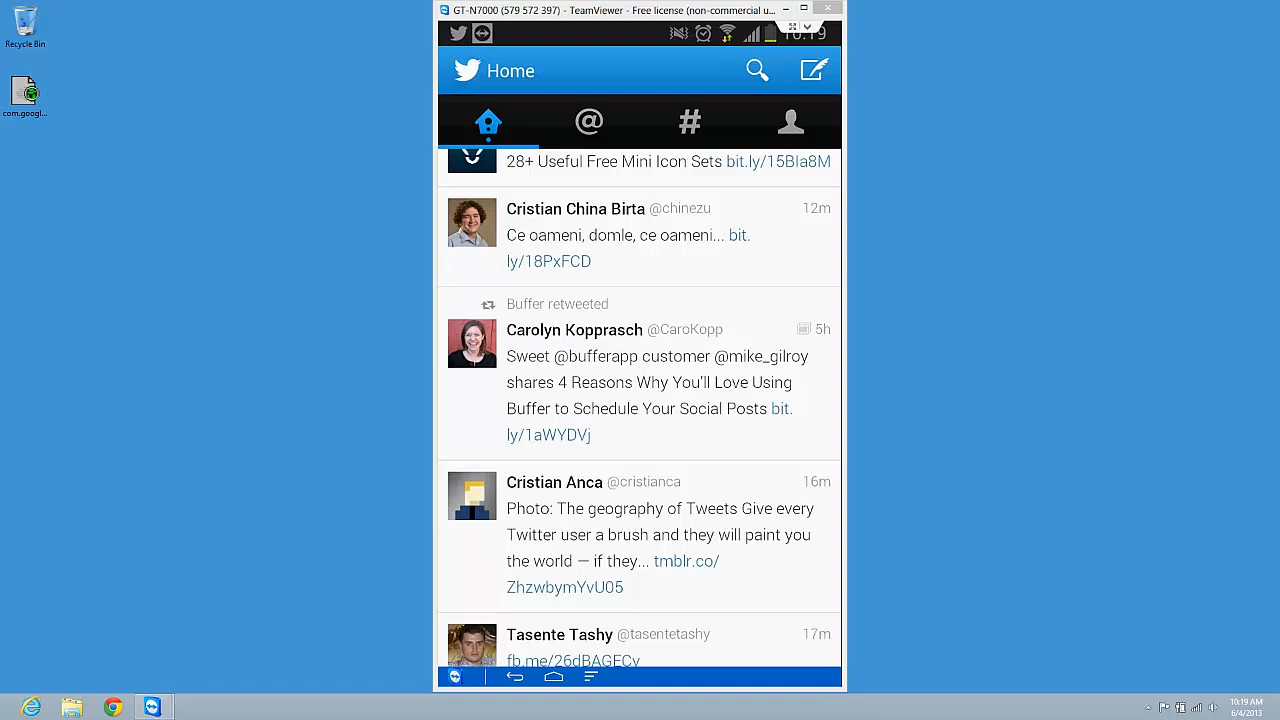 GT-N7000 (579 572 397) - TeamViewer - Free license (non-commercial u...
Recycle Bin
com.googl...
10:19
Home
@
#
28+ Useful Free Mini Icon Sets bit.ly/15BIa8M
Cristian China Birta @chinezu 12m
Ce oameni, domle, ce oameni... bit.
ly/18PxFCD
Buffer retweeted
Carolyn Kopprasch @CaroKopp 5h
Sweet @bufferapp customer @mike_gilroy
shares 4 Reasons Why You'll Love Using
Buffer to Schedule Your Social Posts bit.
ly/1aWYDVj
Cristian Anca @cristianca 16m
Photo: The geography of Tweets Give every
Twitter user a brush and they will paint you
the world — if they... tmblr.co/
ZhzwbymYvU05
Tasente Tashy @tasentetashy 17m
fb.me/26dBAGECv
10:19 AM
6/4/2013